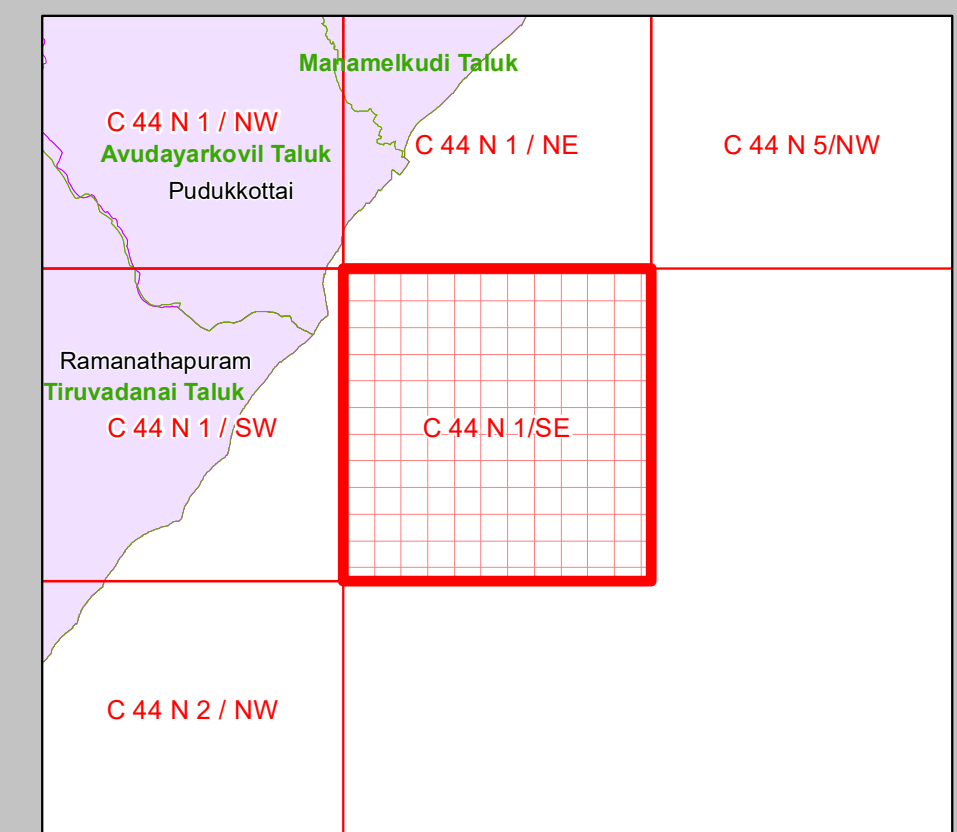 Manamelkudi Taluk
C 44 N 1 / NW
Avudayarkovil Taluk
Pudukkottai
C 44 N 1 / NE
C 44 N 5/NW
Ramanathapuram
Tiruvadanai Taluk
C 44 N 1 / SW
C 44 N 1/SE
C 44 N 2 / NW